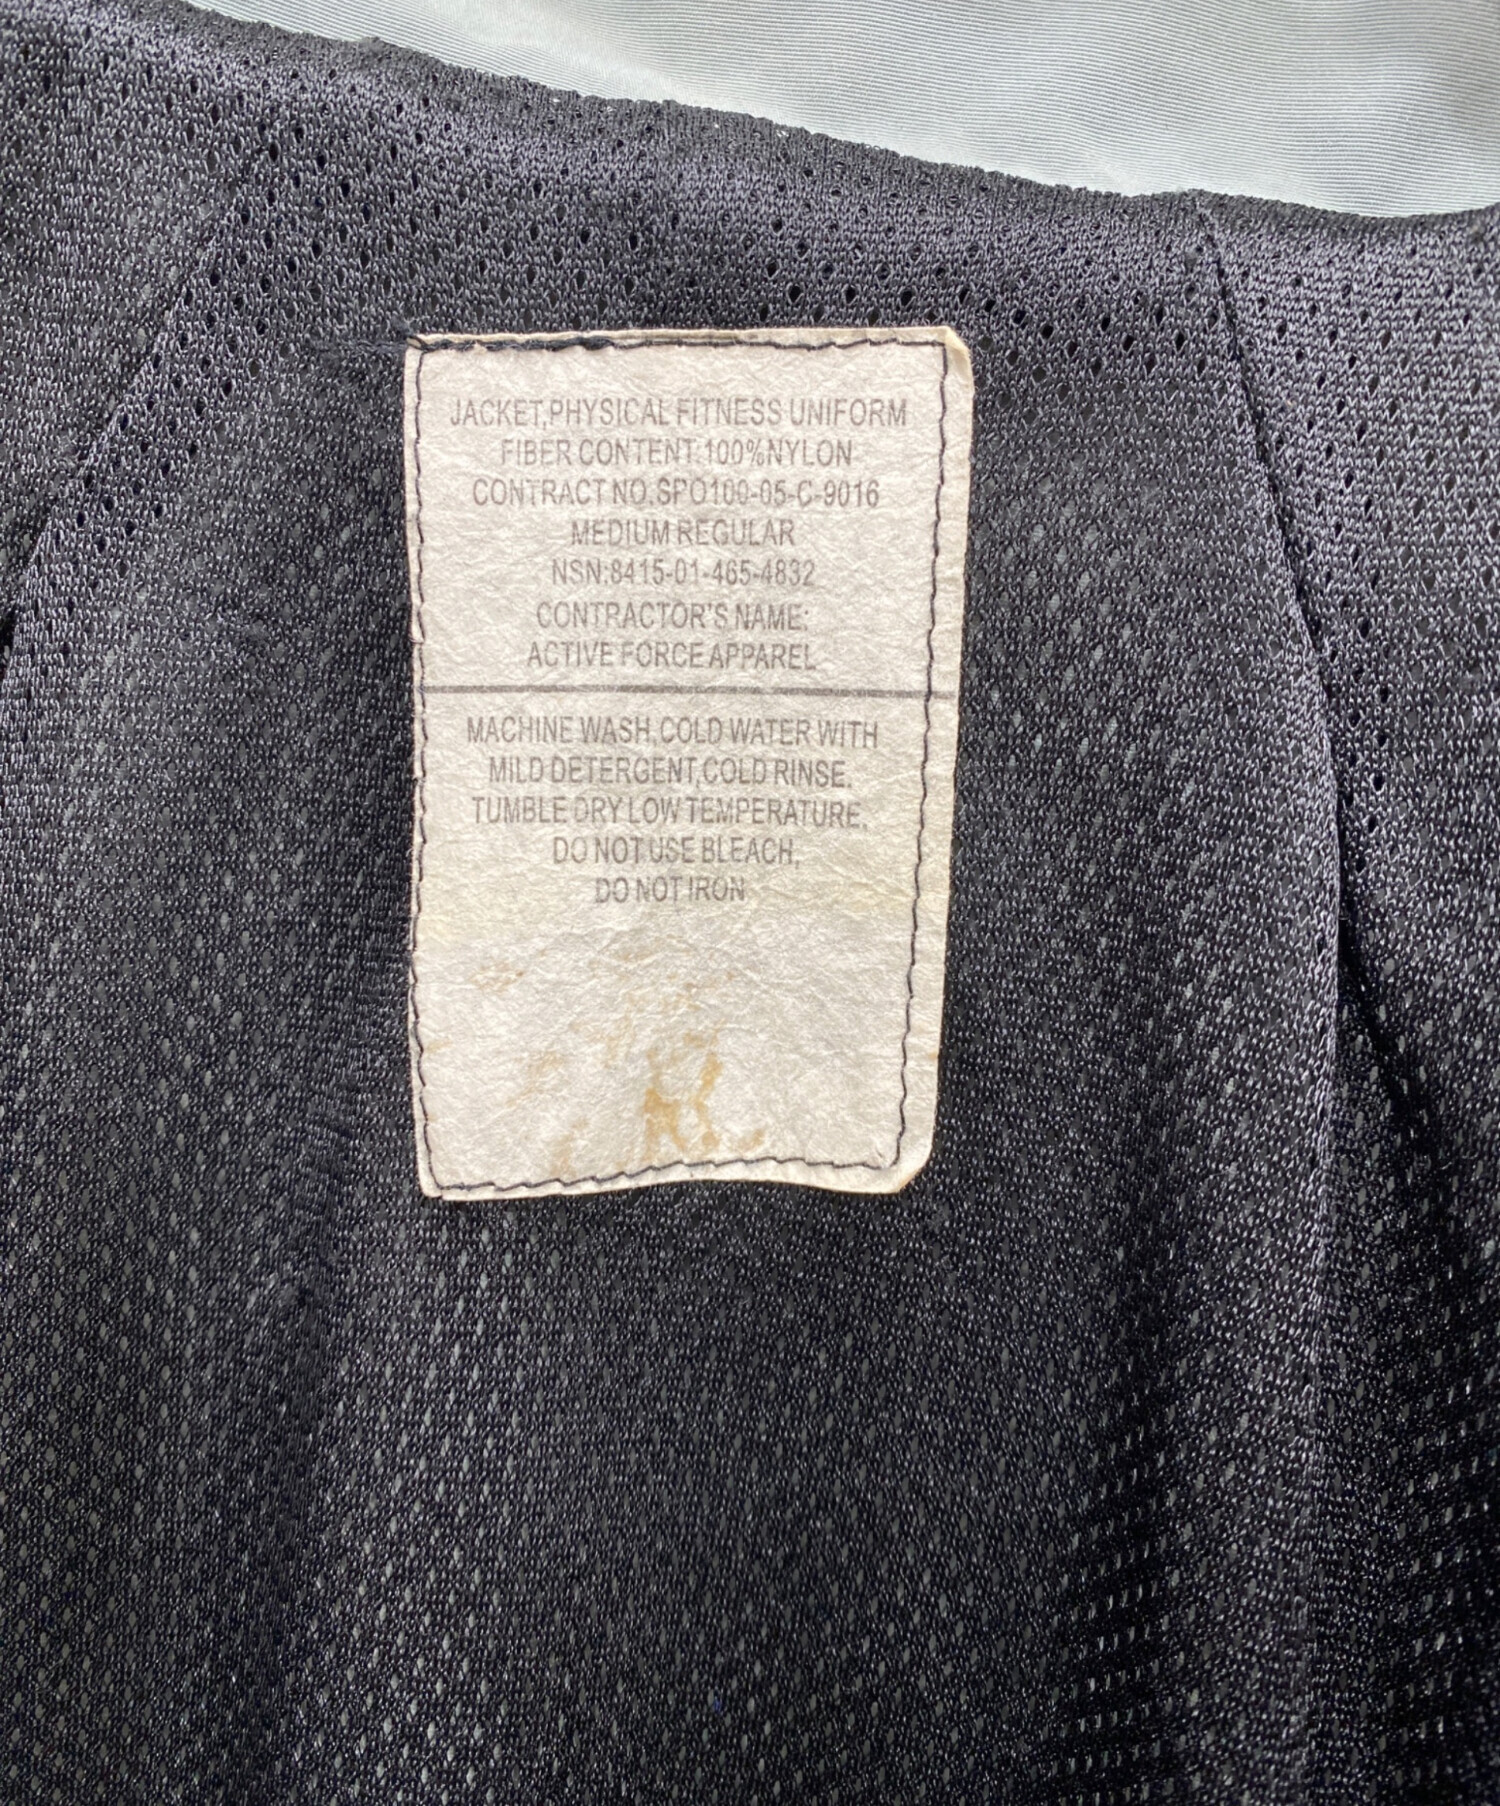 JACKET,PHYSICAL FITNESS UNIFORM
FIBER CONTENT:100%NYLON
CONTRACT NO.SPO100-05-C-9016
MEDIUM REGULAR
NSN:8415-01-465-4832
CONTRACTOR'S NAME:
ACTIVE FORCE APPAREL
MACHINE WASH,COLD WATER WITH
MILD DETERGENT,COLD RINSE.
TUMBLE DRY LOW TEMPERATURE.
DO NOT USE BLEACH,
DO NOT IRON